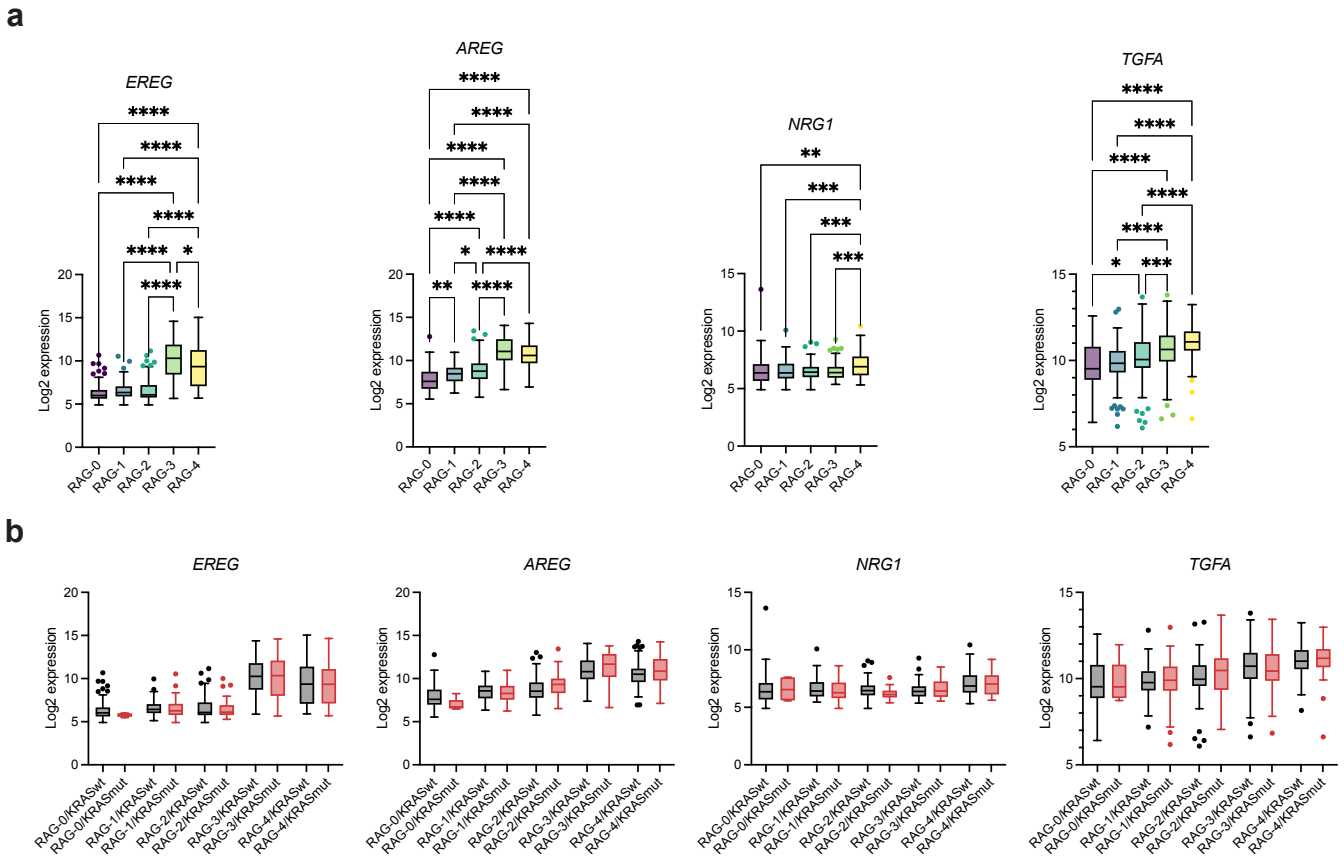 a
EREG
****
****
****
****
**** *
****
Log2 expression
20
15
10
5
0
RAG-0
RAG-1
RAG-2
RAG-3
RAG-4
AREG
****
****
****
****
****
* ****
** ****
Log2 expression
20
15
10
5
0
RAG-0
RAG-1
RAG-2
RAG-3
RAG-4
NRG1
**
***
***
***
Log2 expression
15
10
5
0
RAG-0
RAG-1
RAG-2
RAG-3
RAG-4
TGFA
****
****
****
****
****
* ***
Log2 expression
15
10
5
RAG-0
RAG-1
RAG-2
RAG-3
RAG-4
b
EREG
Log2 expression
20
15
10
5
0
RAG-0/KRASwt
RAG-0/KRASmut
RAG-1/KRASwt
RAG-1/KRASmut
RAG-2/KRASwt
RAG-2/KRASmut
RAG-3/KRASwt
RAG-3/KRASmut
RAG-4/KRASwt
RAG-4/KRASmut
AREG
Log2 expression
20
15
10
5
0
RAG-0/KRASwt
RAG-0/KRASmut
RAG-1/KRASwt
RAG-1/KRASmut
RAG-2/KRASwt
RAG-2/KRASmut
RAG-3/KRASwt
RAG-3/KRASmut
RAG-4/KRASwt
RAG-4/KRASmut
NRG1
Log2 expression
15
10
5
0
RAG-0/KRASwt
RAG-0/KRASmut
RAG-1/KRASwt
RAG-1/KRASmut
RAG-2/KRASwt
RAG-2/KRASmut
RAG-3/KRASwt
RAG-3/KRASmut
RAG-4/KRASwt
RAG-4/KRASmut
TGFA
Log2 expression
15
10
5
RAG-0/KRASwt
RAG-0/KRASmut
RAG-1/KRASwt
RAG-1/KRASmut
RAG-2/KRASwt
RAG-2/KRASmut
RAG-3/KRASwt
RAG-3/KRASmut
RAG-4/KRASwt
RAG-4/KRASmut